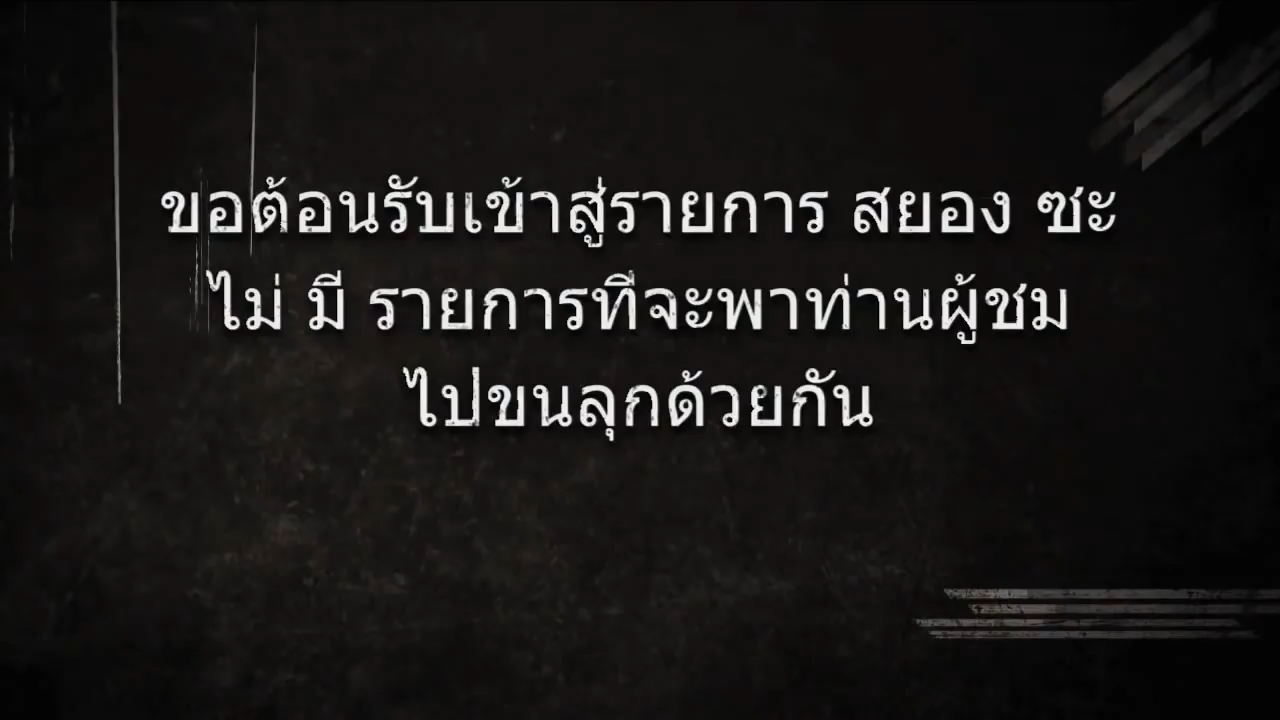 ขอต้อนรับเข้าสู่รายการ สยอง ซะ
ไม่ มี รายการที่จะพาท่านผู้ชม
ไปขนลุกด้วยกัน